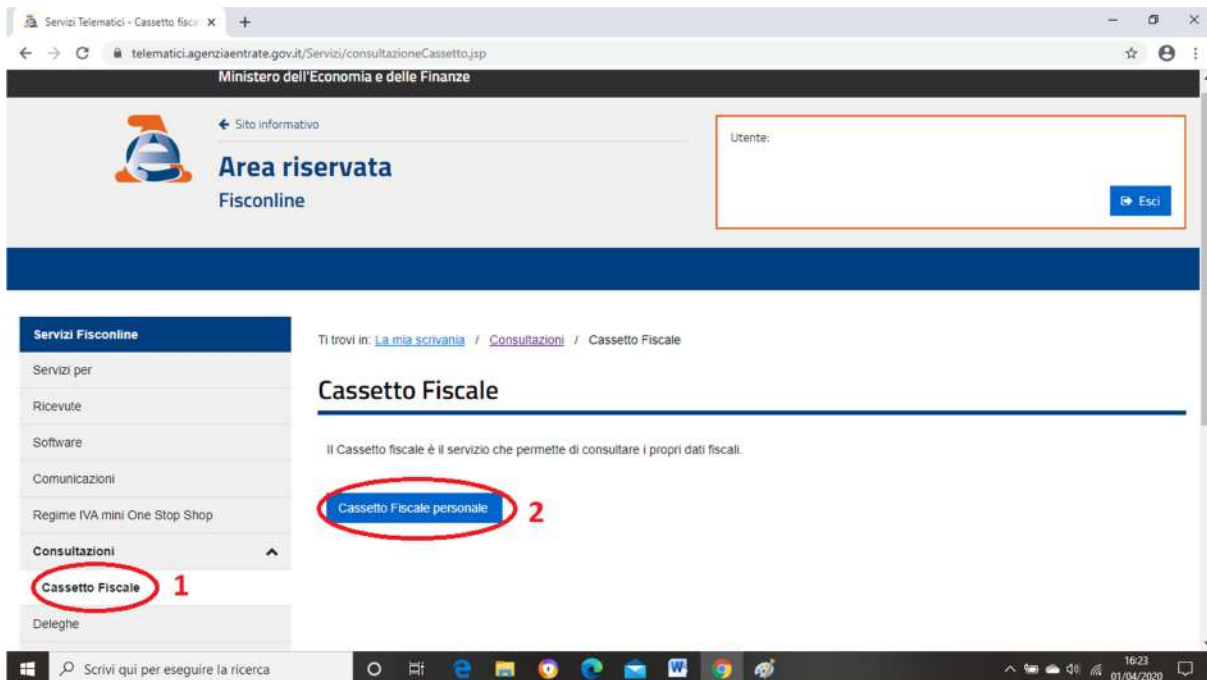 Servizi Telematici - Cassetto fisca
telematici.agenziaentrate.gov.it/Servizi/consultazioneCassetto.jsp
Ministero dell'Economia e delle Finanze
Sito informativo
Area riservata
Fisconline
Utente:
Esci
Servizi Fisconline
Servizi per
Ricevute
Software
Comunicazioni
Regime IVA mini One Stop Shop
Consultazioni
Cassetto Fiscale 1
Deleghe
Ti trovi in: La mia scrivania / Consultazioni / Cassetto Fiscale
Cassetto Fiscale
Il Cassetto fiscale è il servizio che permette di consultare i propri dati fiscali.
Cassetto Fiscale personale 2
Scrivi qui per eseguire la ricerca
16:23
01/04/2020